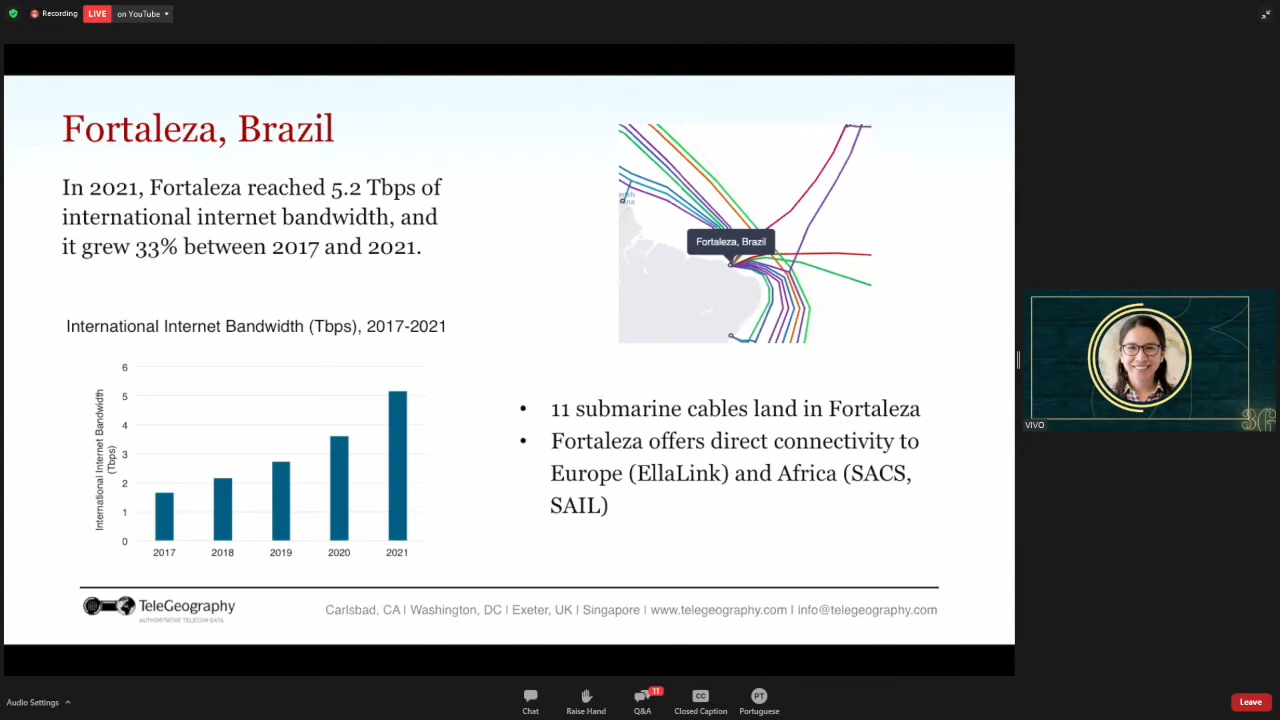 Recording
LIVE
on YouTube
Fortaleza, Brazil
In 2021, Fortaleza reached 5.2 Tbps of
international internet bandwidth, and
it grew 33% between 2017 and 2021.
Fortaleza, Brazil
International Internet Bandwidth (Tbps), 2017-2021
International Internet Bandwidth
(Tbps)
6
5
4
3
2
1
0
2017 2018 2019 2020 2021
• 11 submarine cables land in Fortaleza
• Fortaleza offers direct connectivity to
Europe (EllaLink) and Africa (SACS,
SAIL)
TeleGeography
AUTHORITATIVE TELECOM DATA
Carlsbad, CA | Washington, DC | Exeter, UK | Singapore | www.telegeography.com | info@telegeography.com
VIVO
Audio Settings
Chat
Raise Hand
11
Q&A
CC
Closed Caption
PT
Portuguese
Leave